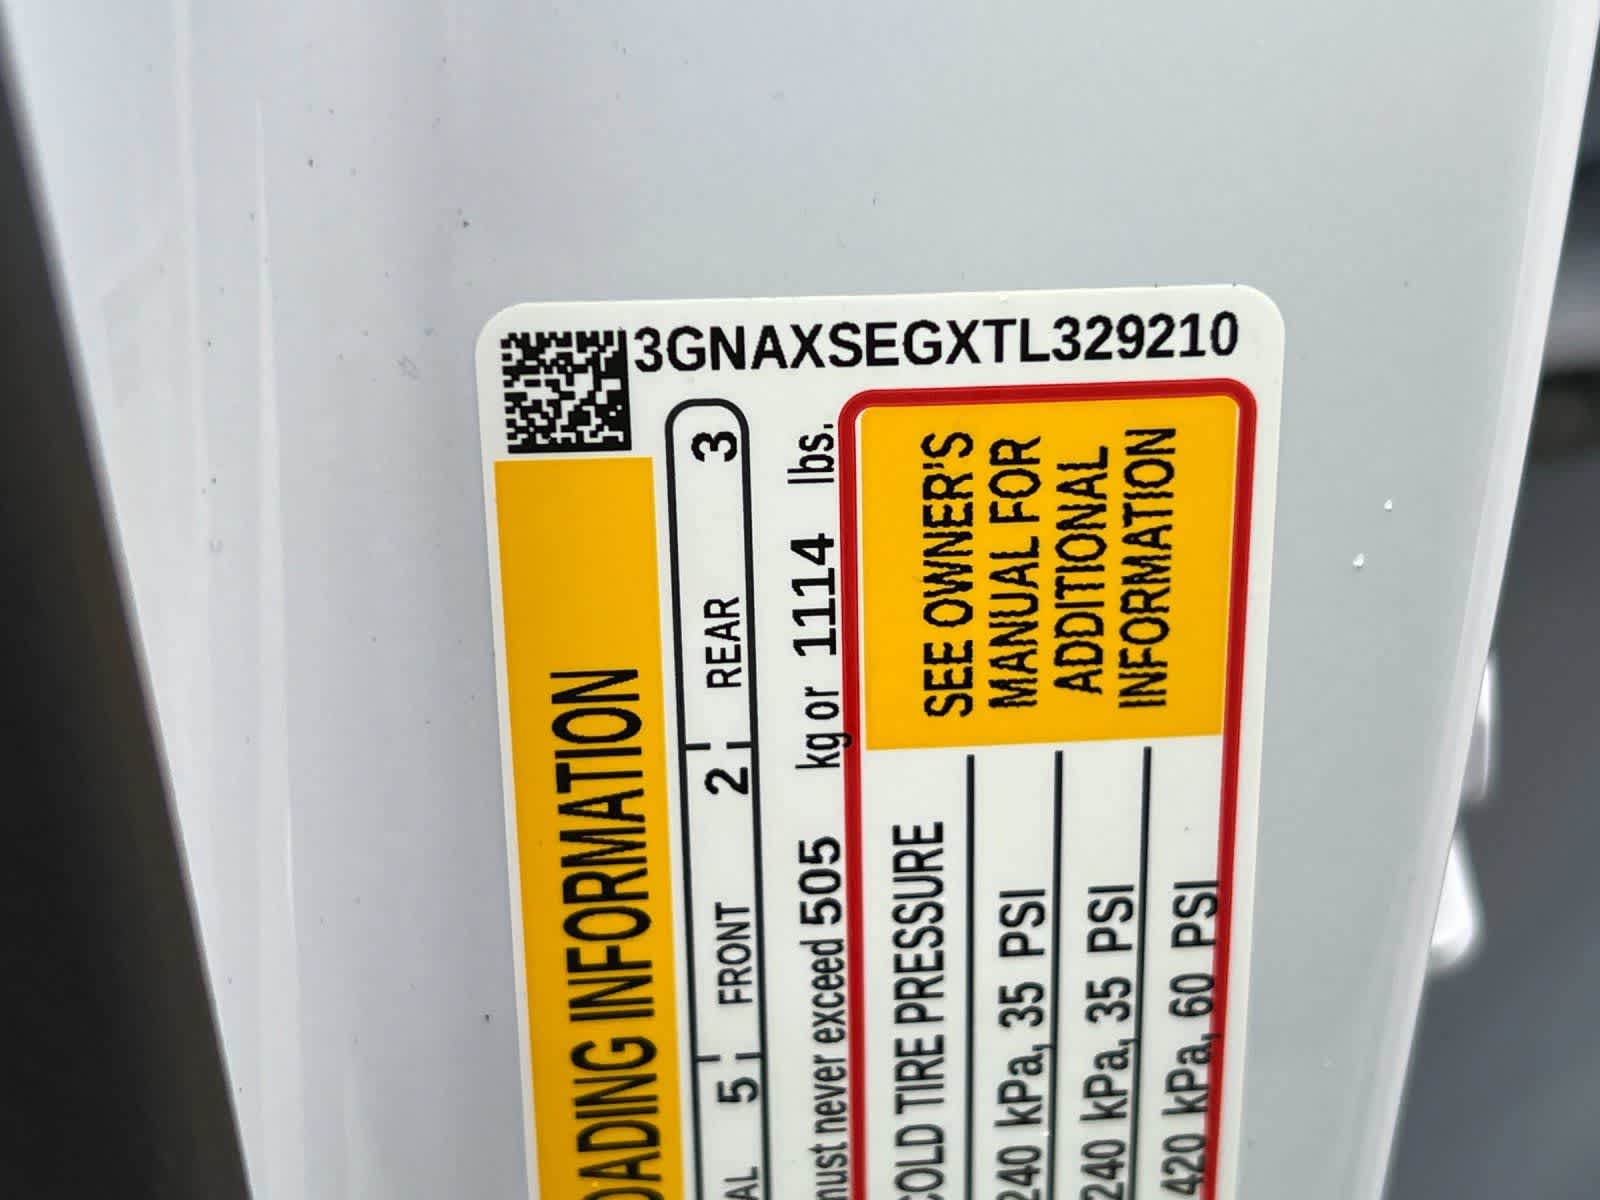 3GNAXSEGXTL329210
OADING INFORMATION
AL 5 FRONT 2 REAR 3
must never exceed 505 kg or 1114 lbs.
COLD TIRE PRESSURE
240 kPa, 35 PSI
240 kPa, 35 PSI
420 kPa, 60 PSI
SEE OWNER'S
MANUAL FOR
ADDITIONAL
INFORMATION